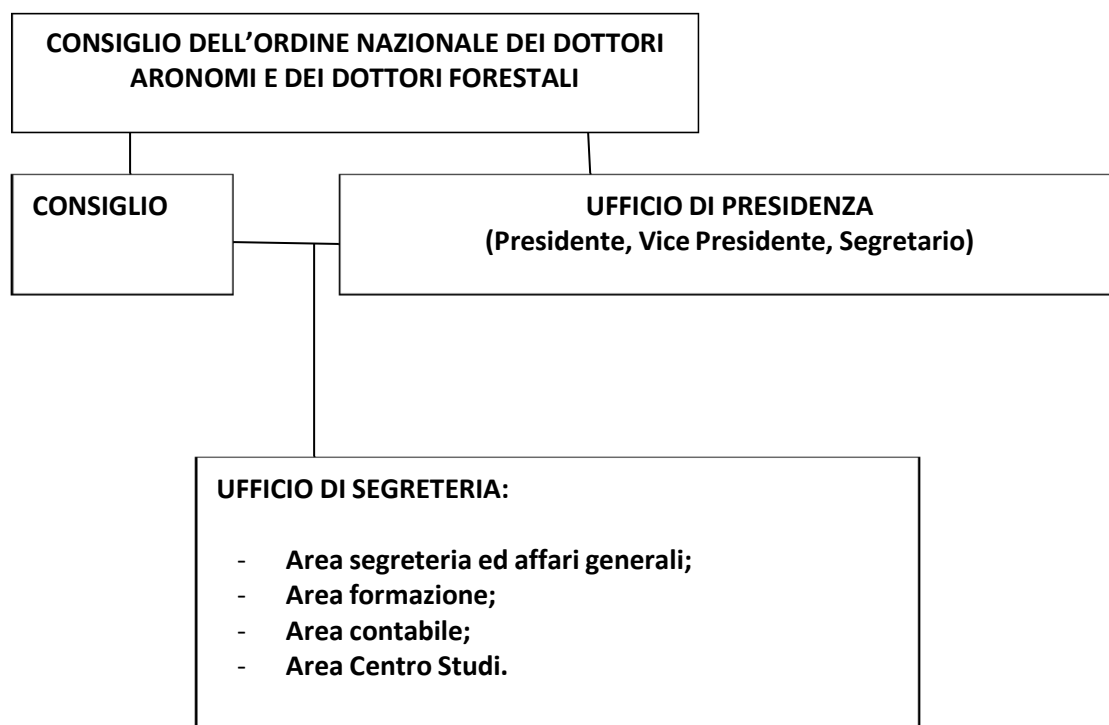 CONSIGLIO DELL’ORDINE NAZIONALE DEI DOTTORI
ARONOMI E DEI DOTTORI FORESTALI
CONSIGLIO
UFFICIO DI PRESIDENZA
(Presidente, Vice Presidente, Segretario)
UFFICIO DI SEGRETERIA:
- Area segreteria ed affari generali;
- Area formazione;
- Area contabile;
- Area Centro Studi.